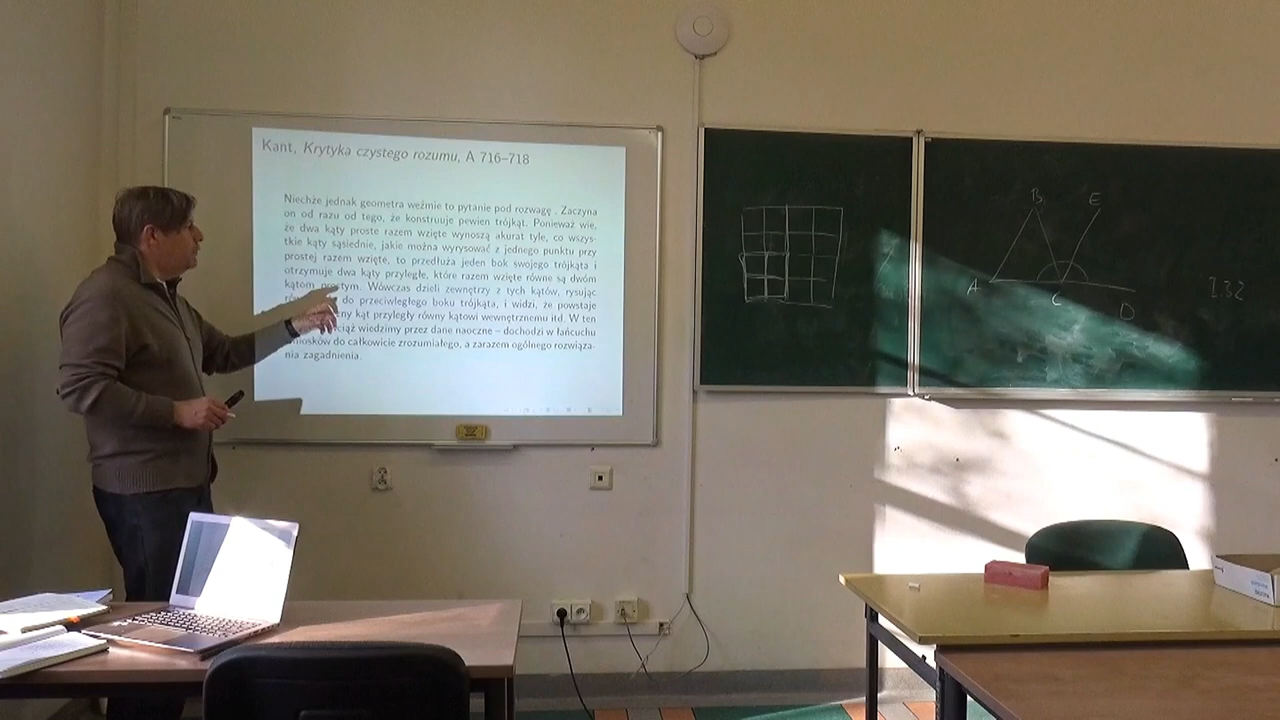 Kant, Krytyka czystego rozumu, A 716–718
Niechże jednak geometra weźmie to pytanie pod rozwagę . Zaczyna
on od razu od tego, że konstruuje pewien trójkąt. Ponieważ wie,
że dwa kąty proste razem wzięte wynoszą akurat tyle, co wszys-
tkie kąty sąsiednie, jakie można wyrysować z jednego punktu przy
prostej razem wzięte, to przedłuża jeden bok swojego trójkąta i
otrzymuje dwa kąty przyległe, które razem wzięte równe są dwóm
kątom prostym. Wówczas dzieli zewnętrzy z tych kątów, rysując
do przeciwległego boku trójkąta, i widzi, że powstaje
kąt przyległy równy kątowi wewnętrznemu itd. W ten
wiedzimy przez dane naoczne – dochodzi w łańcuchu
do całkowicie zrozumiałego, a zarazem ogólnego rozwiąza-
nia zagadnienia.
B E
A C D
I.32